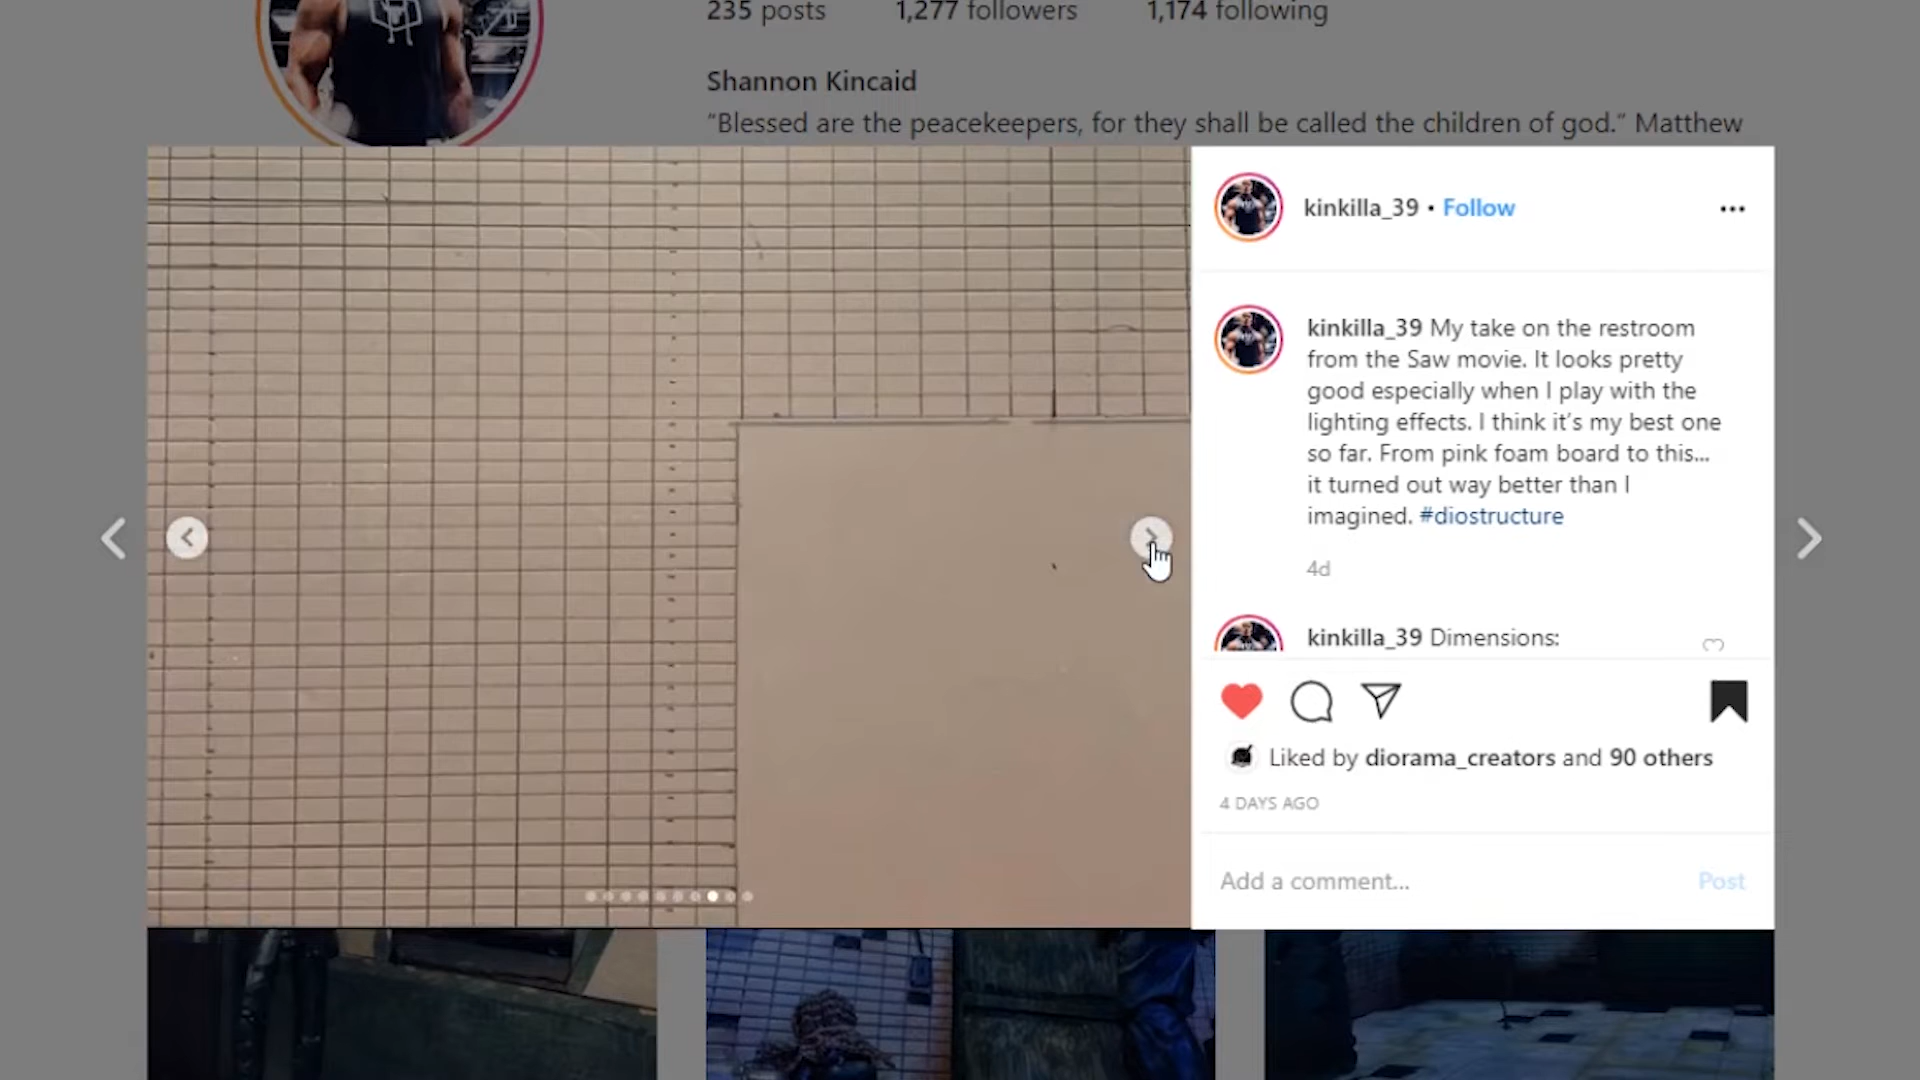 235 posts 1,277 followers 1,174 following
Shannon Kincaid
“Blessed are the peacekeepers, for they shall be called the children of god.” Matthew
kinkilla_39 • Follow
kinkilla_39 My take on the restroom
from the Saw movie. It looks pretty
good especially when I play with the
lighting effects. I think it’s my best one
so far. From pink foam board to this...
it turned out way better than I
imagined. #diostructure
4d
kinkilla_39 Dimensions:
Liked by diorama_creators and 90 others
4 DAYS AGO
Add a comment... Post